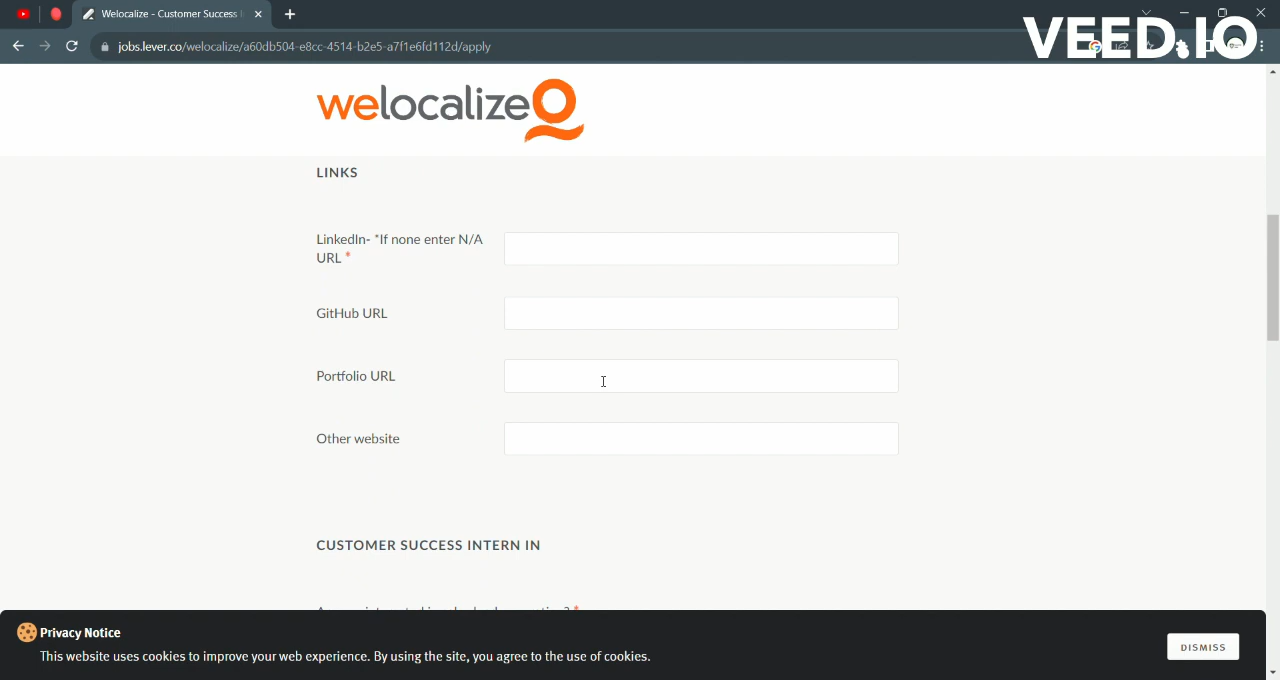 Welocalize - Customer Success I
VEED.IO
jobs.lever.co/welocalize/a60db504-e8cc-4514-b2e5-a7f1e6fd112d/apply
welocalize
LINKS
LinkedIn- *If none enter N/A
URL *
GitHub URL
Portfolio URL
Other website
CUSTOMER SUCCESS INTERN IN
Privacy Notice
This website uses cookies to improve your web experience. By using the site, you agree to the use of cookies.
DISMISS